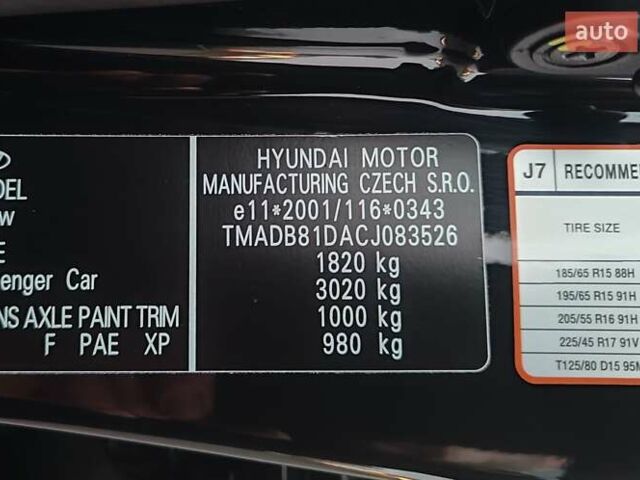 auto
DEL
w
E
enger Car
NS AXLE PAINT TRIM
F PAE XP
HYUNDAI MOTOR
MANUFACTURING CZECH S.R.O.
e11*2001/116*0343
TMADB81DACJ083526
1820 kg
3020 kg
1000 kg
980 kg
J7 RECOMME
TIRE SIZE
185/65 R15 88H
195/65 R15 91H
205/55 R16 91H
225/45 R17 91V
T125/80 D15 95M